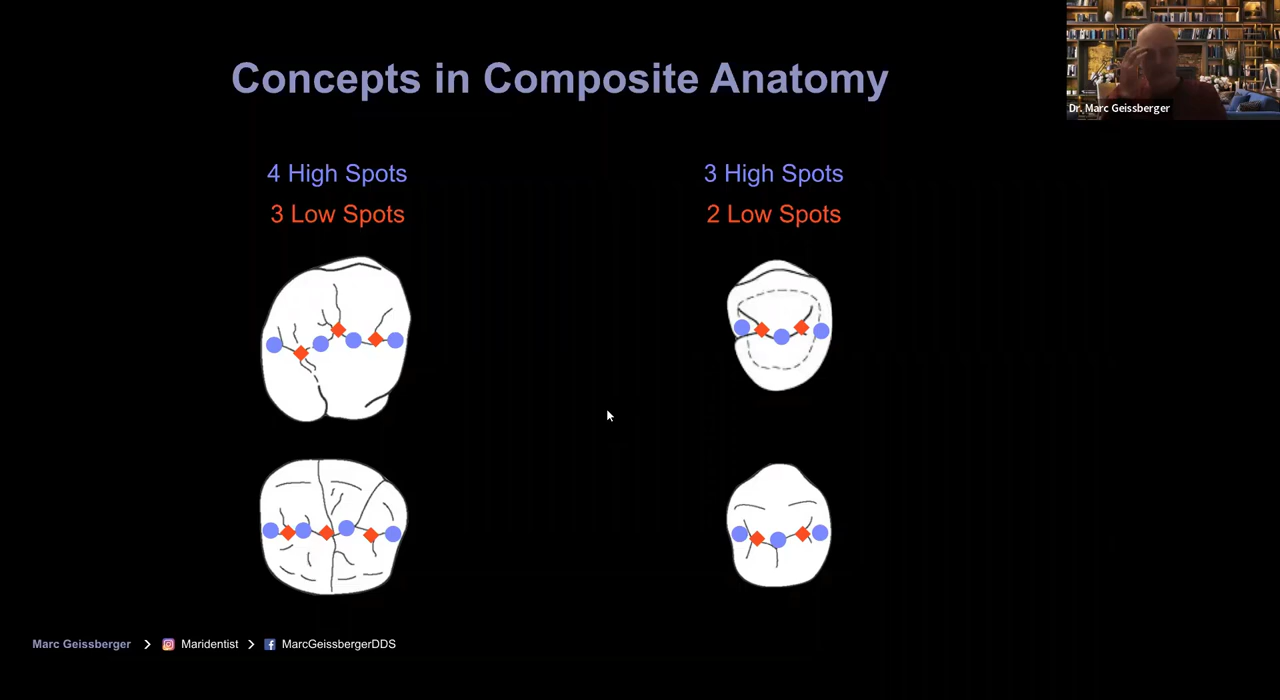 Concepts in Composite Anatomy
Dr. Marc Geissberger
4 High Spots
3 Low Spots
3 High Spots
2 Low Spots
Marc Geissberger > Maridentist > MarcGeissbergerDDS